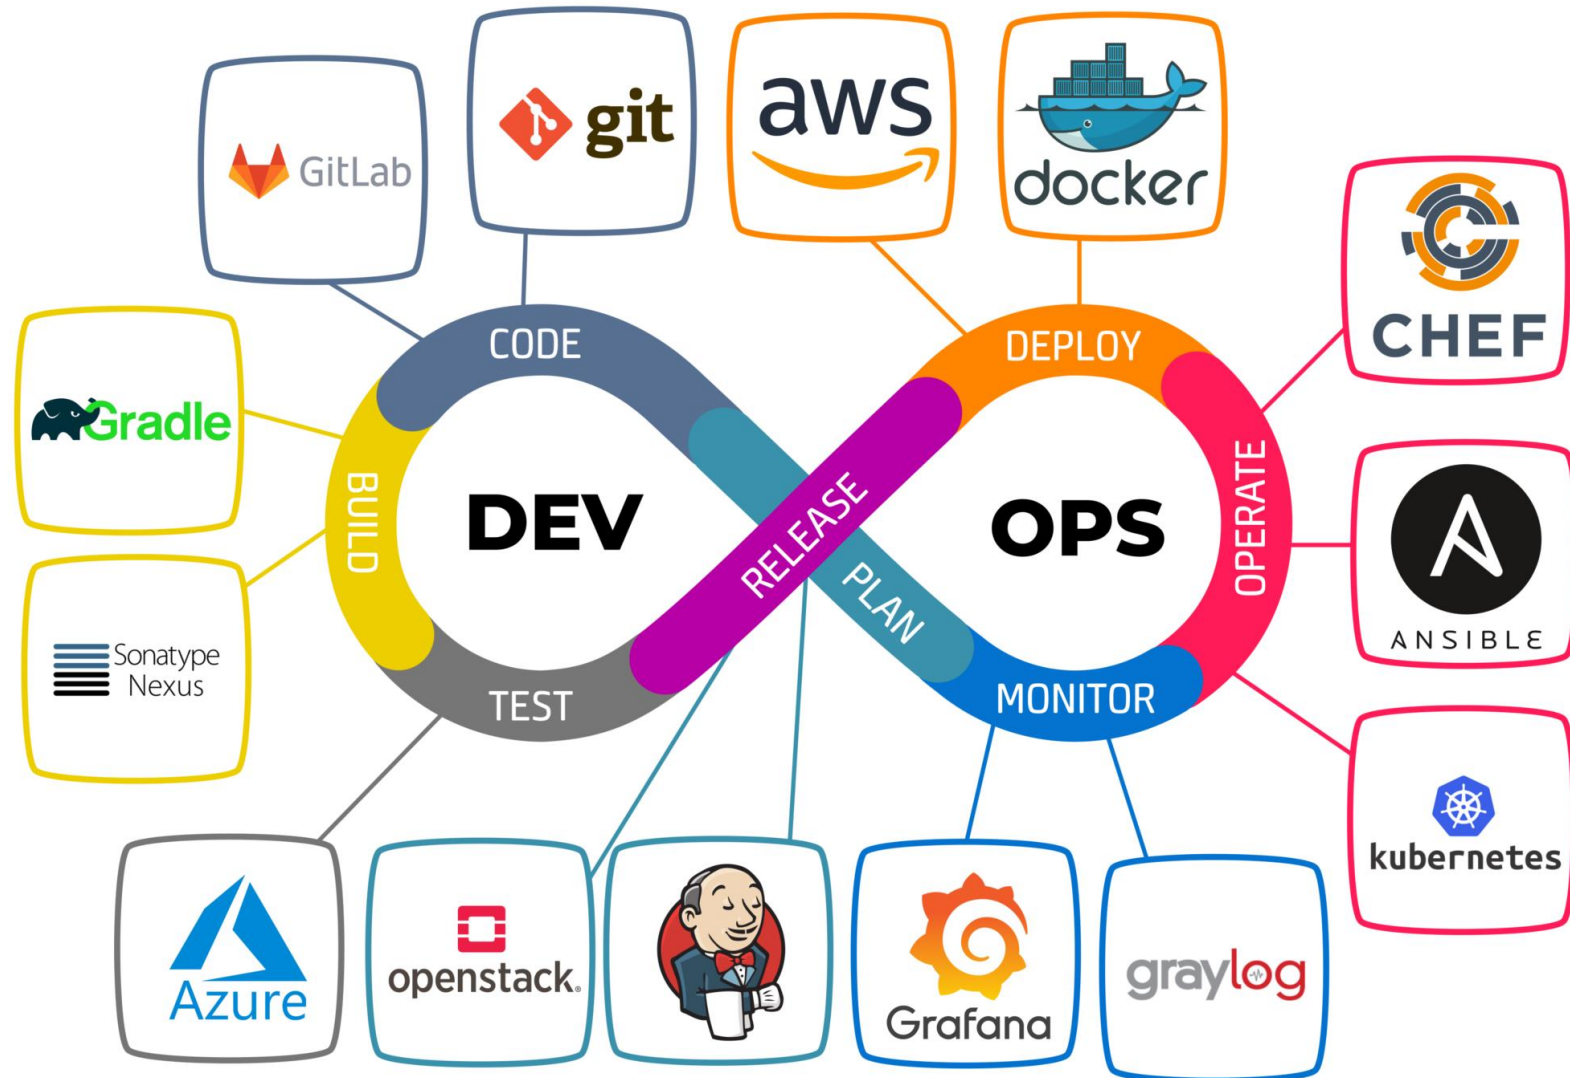 git
aws
docker
GitLab
CHEF
CODE
DEPLOY
Gradle
BUILD
DEV
RELEASE
OPS
OPERATE
PLAN
ANSIBLE
Sonatype
Nexus
TEST
MONITOR
kubernetes
Azure
openstack.
Grafana
graylog